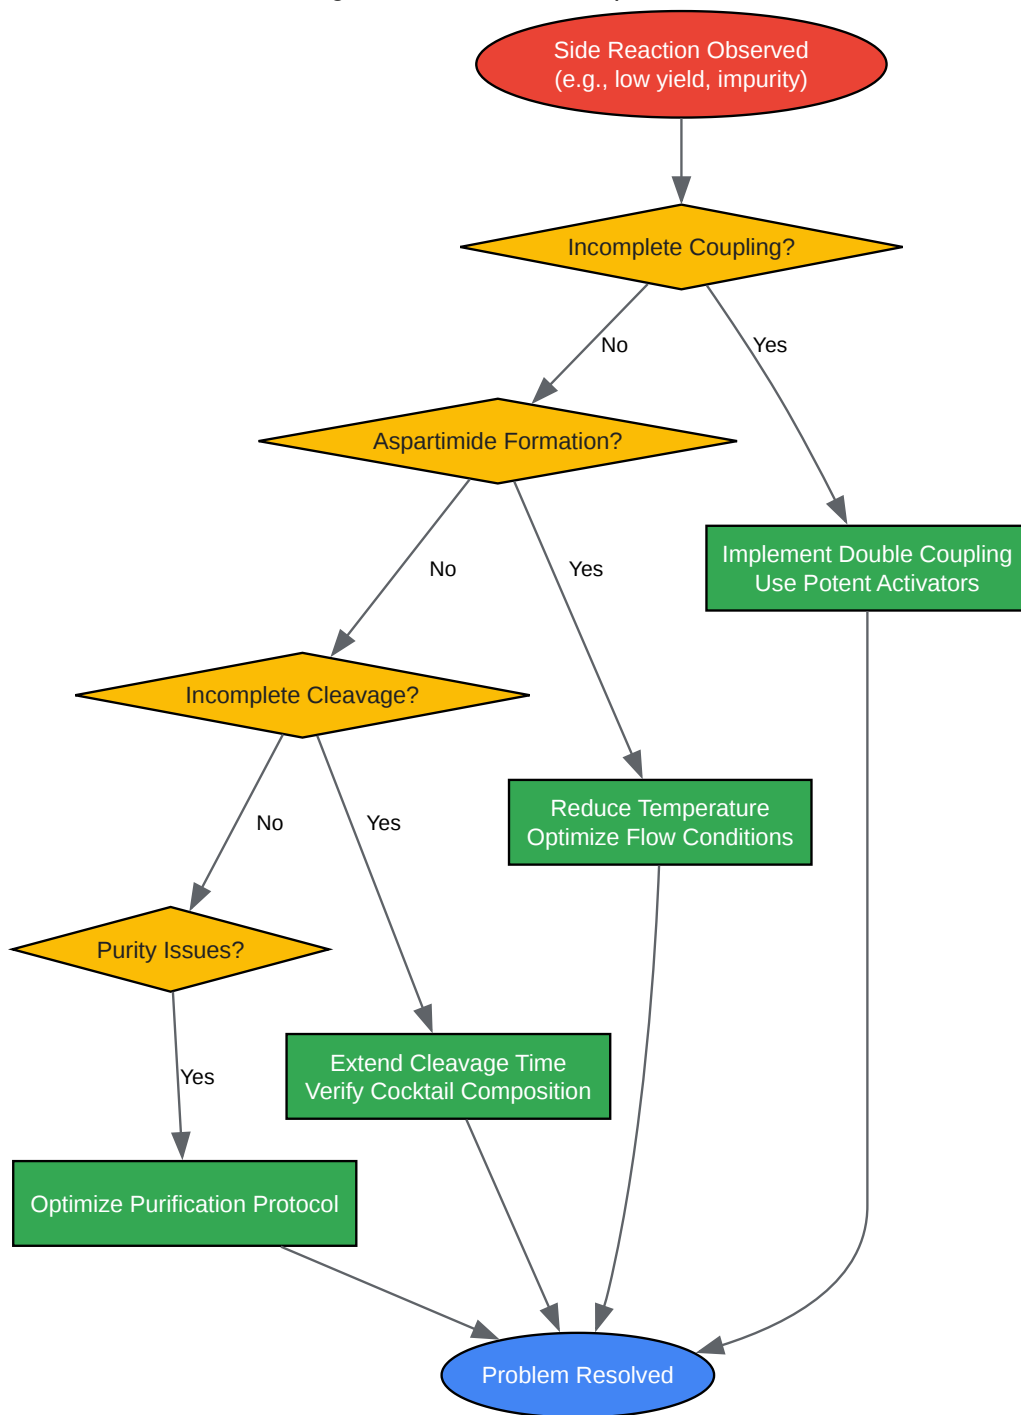 Side Reaction Observed
(e.g., low yield, impurity)
Incomplete Coupling?
No
Yes
Aspartimide Formation?
Implement Double Coupling
Use Potent Activators
No
Yes
Incomplete Cleavage?
Reduce Temperature
Optimize Flow Conditions
No
Yes
Purity Issues?
Extend Cleavage Time
Verify Cocktail Composition
Yes
Optimize Purification Protocol
Problem Resolved